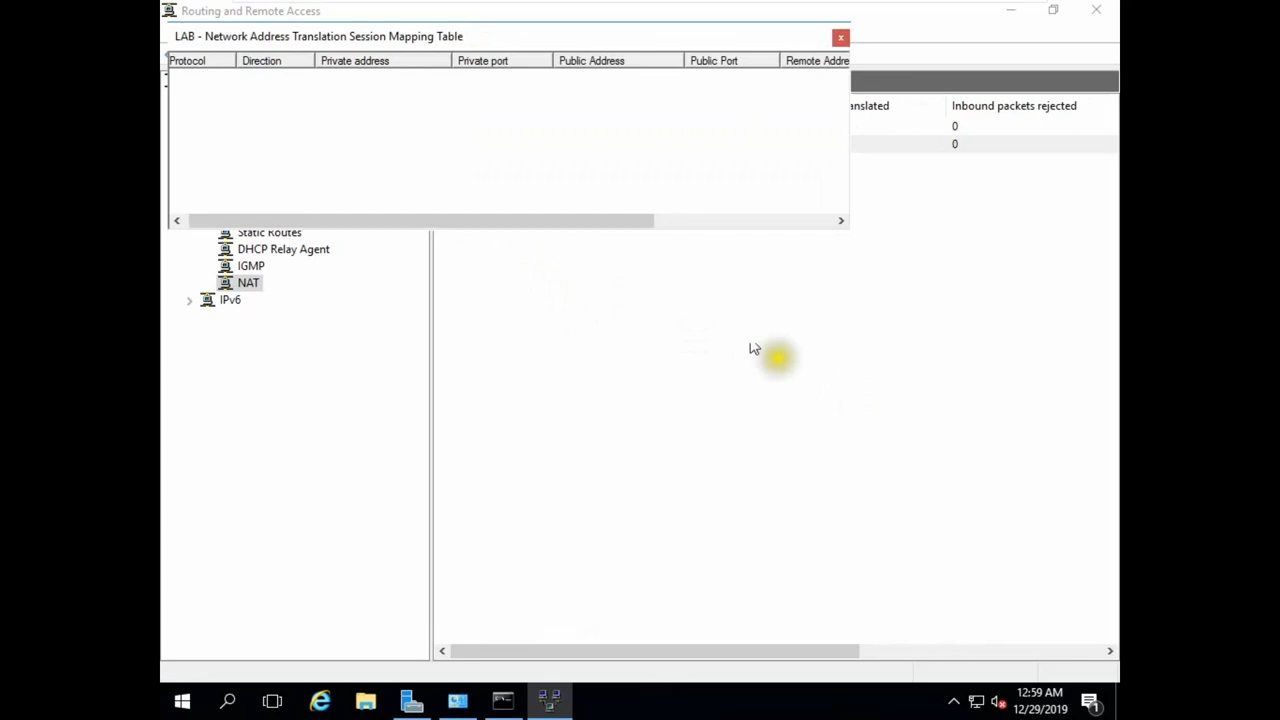 Routing and Remote Access
LAB - Network Address Translation Session Mapping Table
x
Protocol Direction Private address Private port Public Address Public Port Remote Addre
anslated Inbound packets rejected
0
0
Static Routes
DHCP Relay Agent
IGMP
NAT
IPv6
12:59 AM
12/29/2019
1